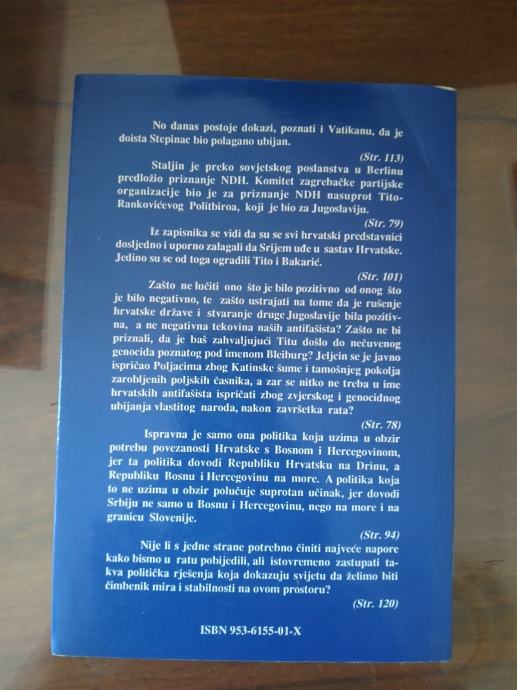 No danas postoje dokazi, poznati i Vatikanu, da je
doista Stepinac bio polagano ubijan.
(Str. 113)
Staljin je preko sovjetskog poslanstva u Berlinu
predložio priznanje NDH. Komitet zagrebačke partijske
organizacije bio je za priznanje NDH nasuprot Tito-
Rankovićevog Politbiroa, koji je bio za Jugoslaviju.
(Str. 79)
Iz zapisnika se vidi da su se svi hrvatski predstavnici
dosljedno i uporno zalagali da Srijem uđe u sastav Hrvatske.
Jedino su se od toga ogradili Tito i Bakarić.
(Str. 101)
Zašto ne lučiti ono što je bilo pozitivno od onog što
je bilo negativno, te zašto ustrajati na tome da je rušenje
hrvatske države i stvaranje druge Jugoslavije bila pozitiv-
na, a ne negativna tekovina naših antifašista? Zašto ne bi
priznali, da je baš zahvaljujući Titu došlo do nečuvenog
genocida poznatog pod imenom Bleiburg? Jeljcin se je javno
ispričao Poljacima zbog Katinske šume i tamošnjeg pokolja
zarobljenih poljskih časnika, a zar se nitko ne treba u ime
hrvatskih antifašista ispričati zbog zvjerskog i genocidnog
ubijanja vlastitog naroda, nakon završetka rata?
(Str. 78)
Ispravna je samo ona politika koja uzima u obzir
potrebu povezanosti Hrvatske s Bosnom i Hercegovinom,
jer ta politika dovodi Republiku Hrvatsku na Drinu, a
Republiku Bosnu i Hercegovinu na more. A politika koja
to ne uzima u obzir polučuje suprotan učinak, jer dovodi
Srbiju ne samo u Bosnu i Hercegovinu, nego na more i na
granicu Slovenije.
(Str. 94)
Nije li s jedne strane potrebno činiti najveće napore
kako bismo u ratu pobijedili, ali istovremeno zastupati ta-
kva politička rješenja koja dokazuju svijetu da želimo biti
čimbenik mira i stabilnosti na ovom prostoru?
(Str. 120)
ISBN 953-6155-01-X